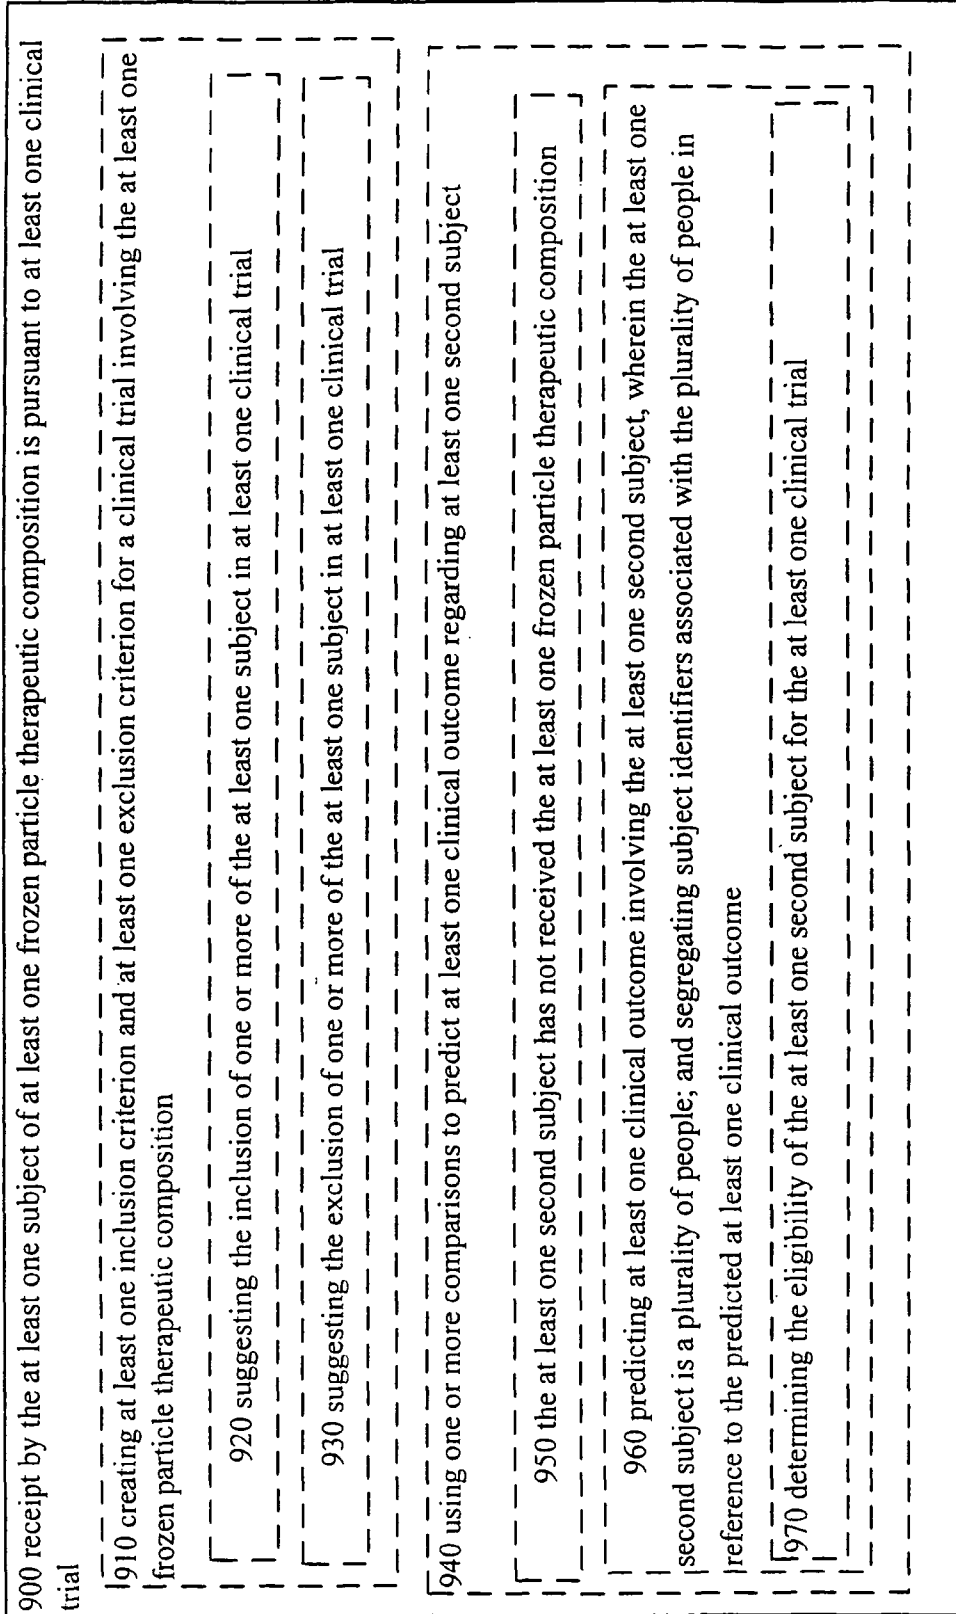 900 receipt by the at least one subject of at least one frozen particle therapeutic composition is pursuant to at least one clinical
trial
910 creating at least one inclusion criterion and at least one exclusion criterion for a clinical trial involving the at least one
frozen particle therapeutic composition
920 suggesting the inclusion of one or more of the at least one subject in at least one clinical trial
930 suggesting the exclusion of one or more of the at least one subject in at least one clinical trial
940 using one or more comparisons to predict at least one clinical outcome regarding at least one second subject
950 the at least one second subject has not received the at least one frozen particle therapeutic composition
960 predicting at least one clinical outcome involving the at least one second subject, wherein the at least one
second subject is a plurality of people; and segregating subject identifiers associated with the plurality of people in
reference to the predicted at least one clinical outcome
970 determining the eligibility of the at least one second subject for the at least one clinical trial